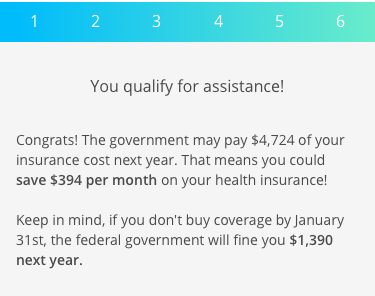 1 2 3 4 5 6
You qualify for assistance!
Congrats! The government may pay $4,724 of your
insurance cost next year. That means you could
save $394 per month on your health insurance!
Keep in mind, if you don't buy coverage by January
31st, the federal government will fine you $1,390
next year.